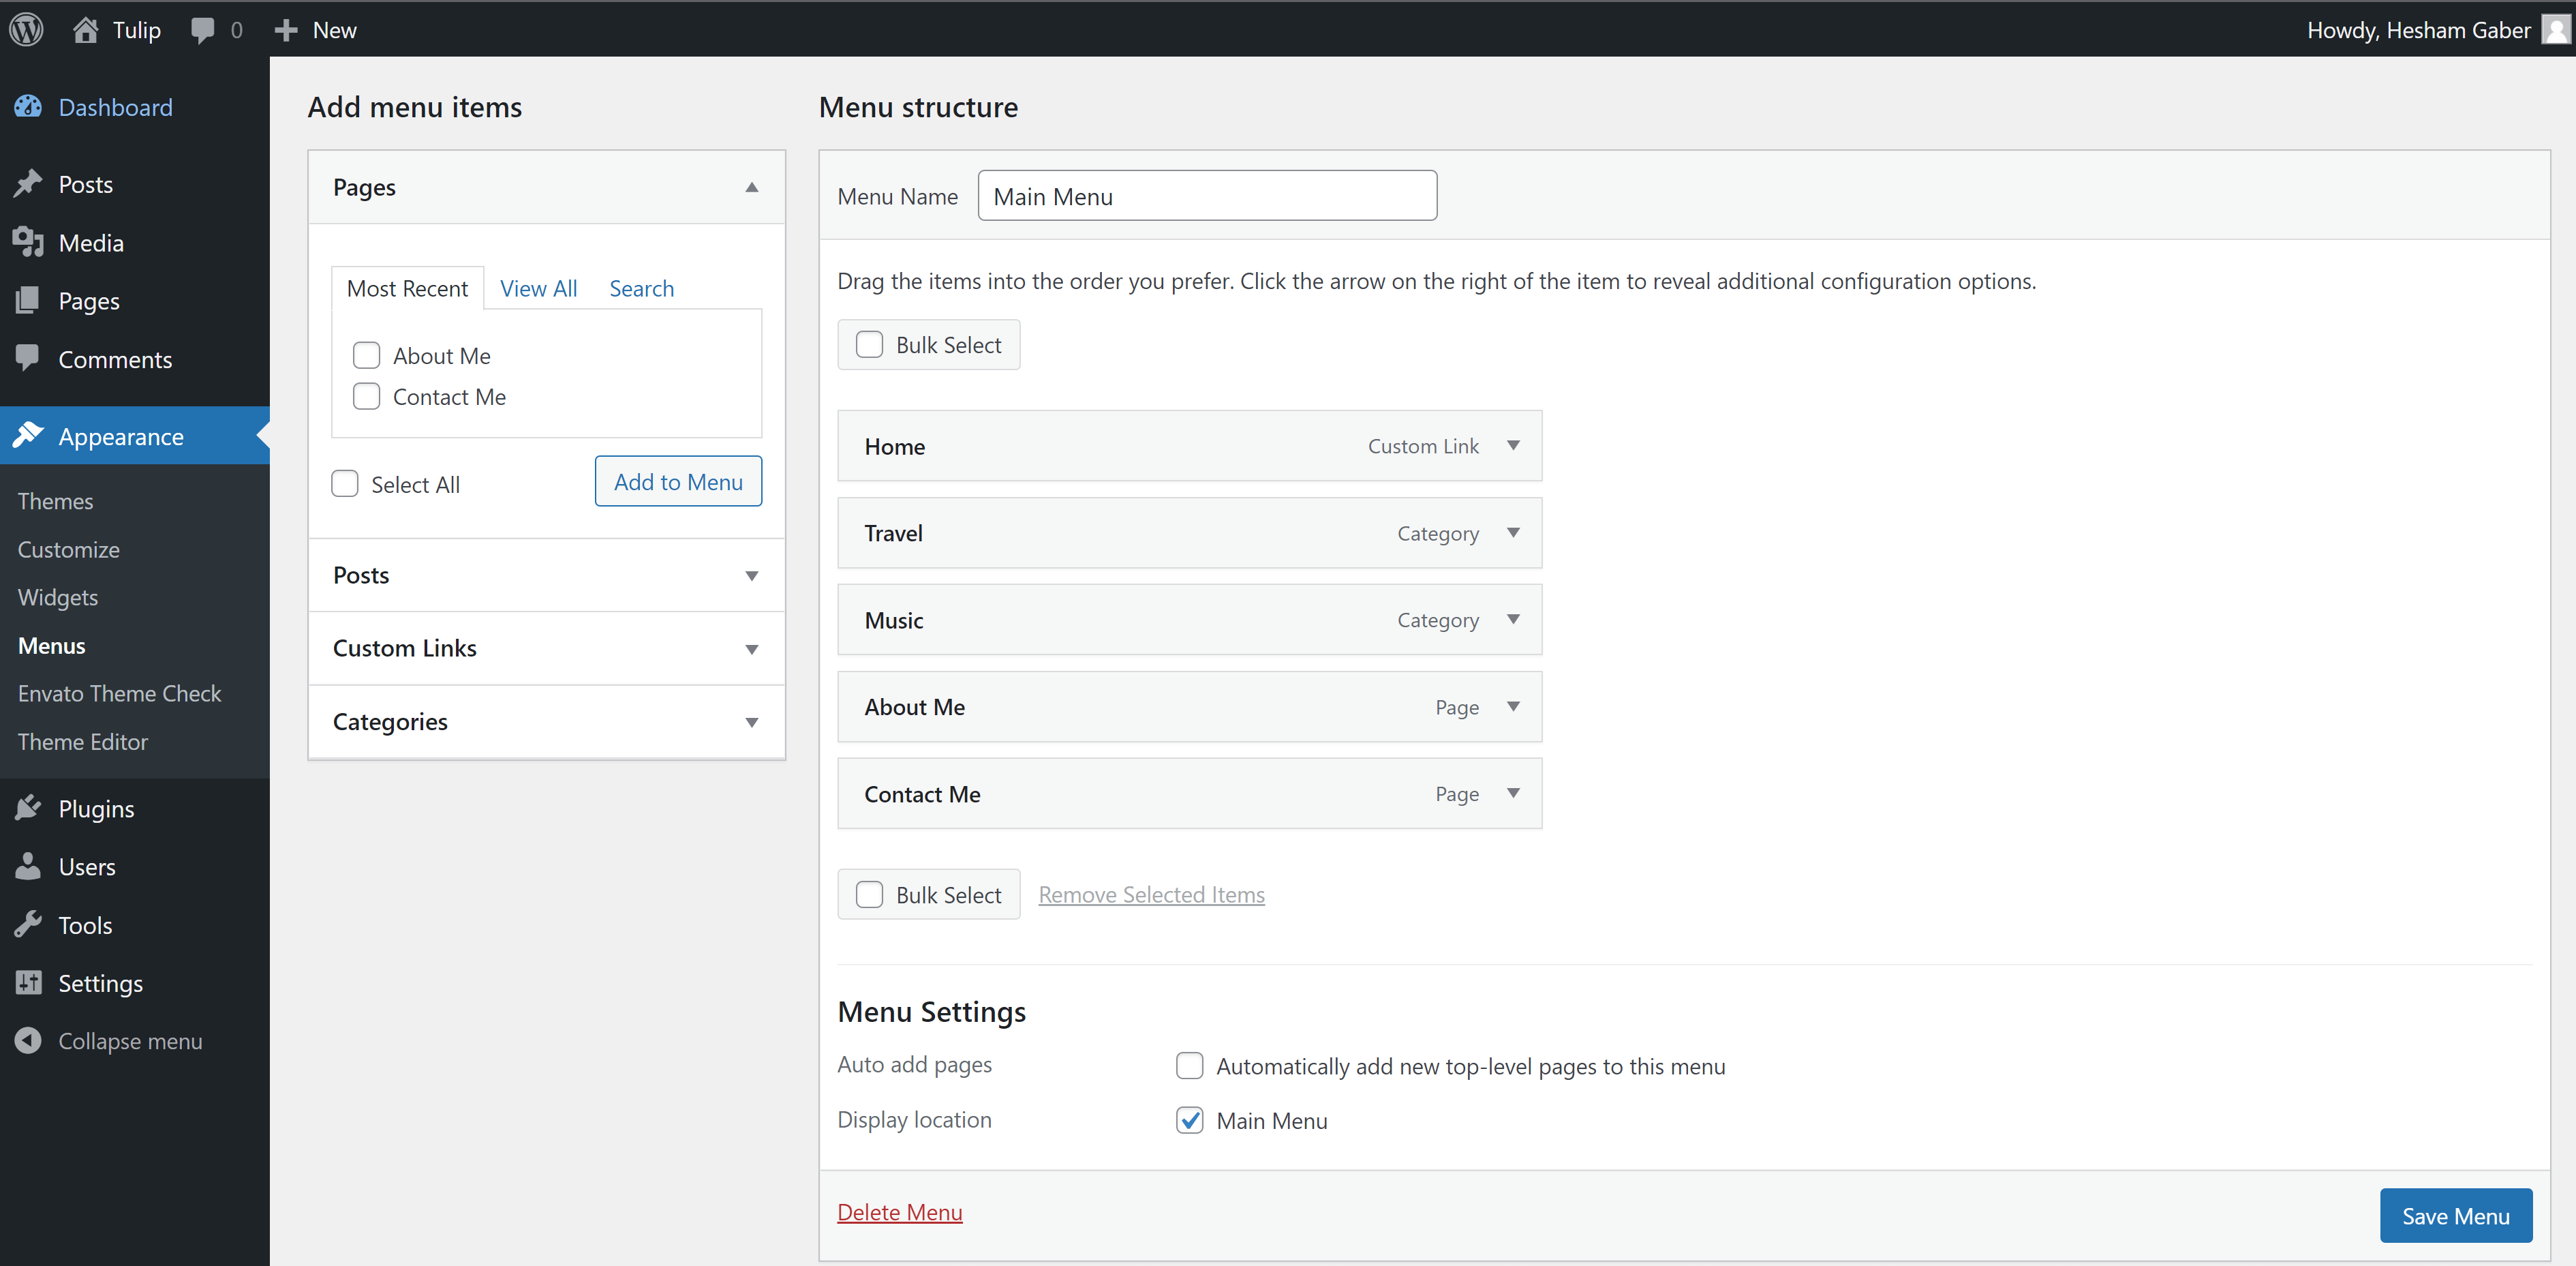 Tulip 0 New Howdy, Hesham Gaber
Dashboard
Posts
Media
Pages
Comments
Appearance
Themes
Customize
Widgets
Menus
Envato Theme Check
Theme Editor
Plugins
Users
Tools
Settings
Collapse menu
Add menu items
Pages
Most Recent View All Search
About Me
Contact Me
Select All Add to Menu
Posts
Custom Links
Categories
Menu structure
Menu Name Main Menu
Drag the items into the order you prefer. Click the arrow on the right of the item to reveal additional configuration options.
Bulk Select
Home Custom Link
Travel Category
Music Category
About Me Page
Contact Me Page
Bulk Select Remove Selected Items
Menu Settings
Auto add pages Automatically add new top-level pages to this menu
Display location Main Menu
Delete Menu Save Menu